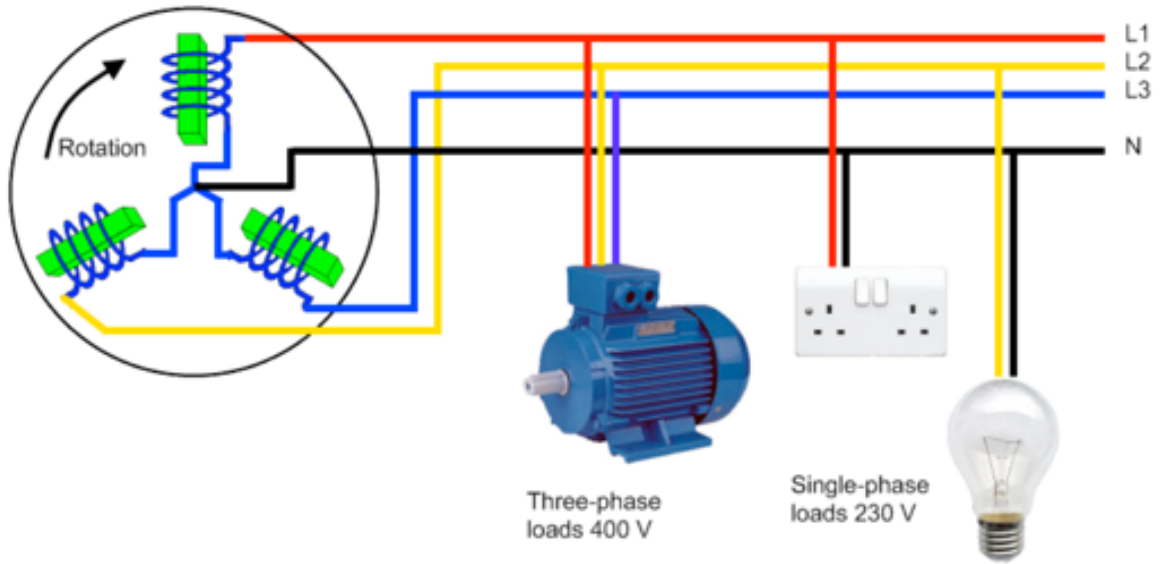 L1
L2
L3
N
Rotation
Three-phase
loads 400 V
Single-phase
loads 230 V